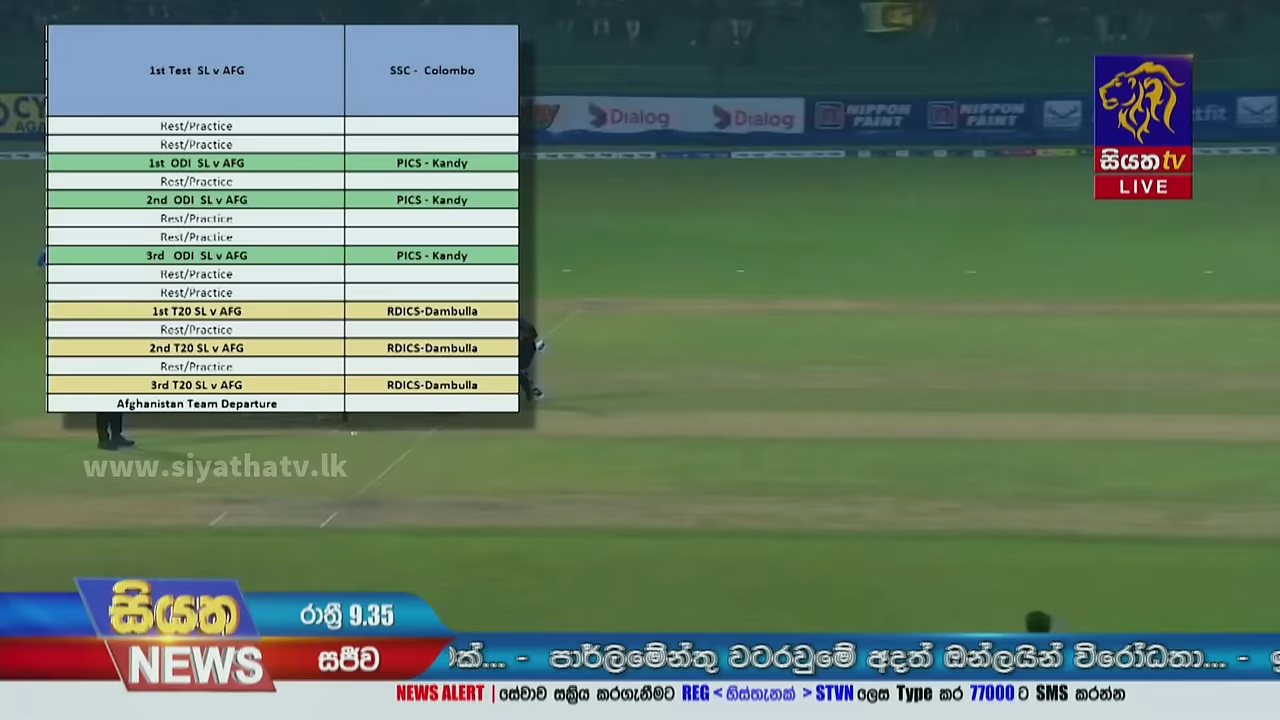 1st Test SL v AFG SSC - Colombo
Rest/Practice
Rest/Practice
1st ODI SL v AFG PICS - Kandy
Rest/Practice
2nd ODI SL v AFG PICS - Kandy
Rest/Practice
Rest/Practice
3rd ODI SL v AFG PICS - Kandy
Rest/Practice
Rest/Practice
1st T20 SL v AFG RDICS-Dambulla
Rest/Practice
2nd T20 SL v AFG RDICS-Dambulla
Rest/Practice
3rd T20 SL v AFG RDICS-Dambulla
Afghanistan Team Departure
Dialog Dialog NIPPON PAINT NIPPON PAINT
සියත tv
LIVE
www.siyathatv.lk
සියත NEWS
රාත්‍රී 9.35
සජීව
පාර්ලිමේන්තු වටරවුමේ අදත් ඔන්ලයින් විරෝධතා... -
NEWS ALERT | සේවාව සක්‍රිය කරගැනීමට REG < හිස්තැනක් > STVN ලෙස Type කර 77000 ට SMS කරන්න